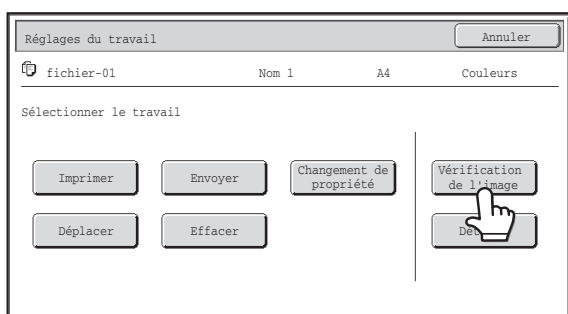 Réglages du travail
Annuler
fichier-01 Nom 1 A4 Couleurs
Sélectionner le travail
Imprimer
Envoyer
Changement de
propriété
Vérification
de l'image
Déplacer
Effacer